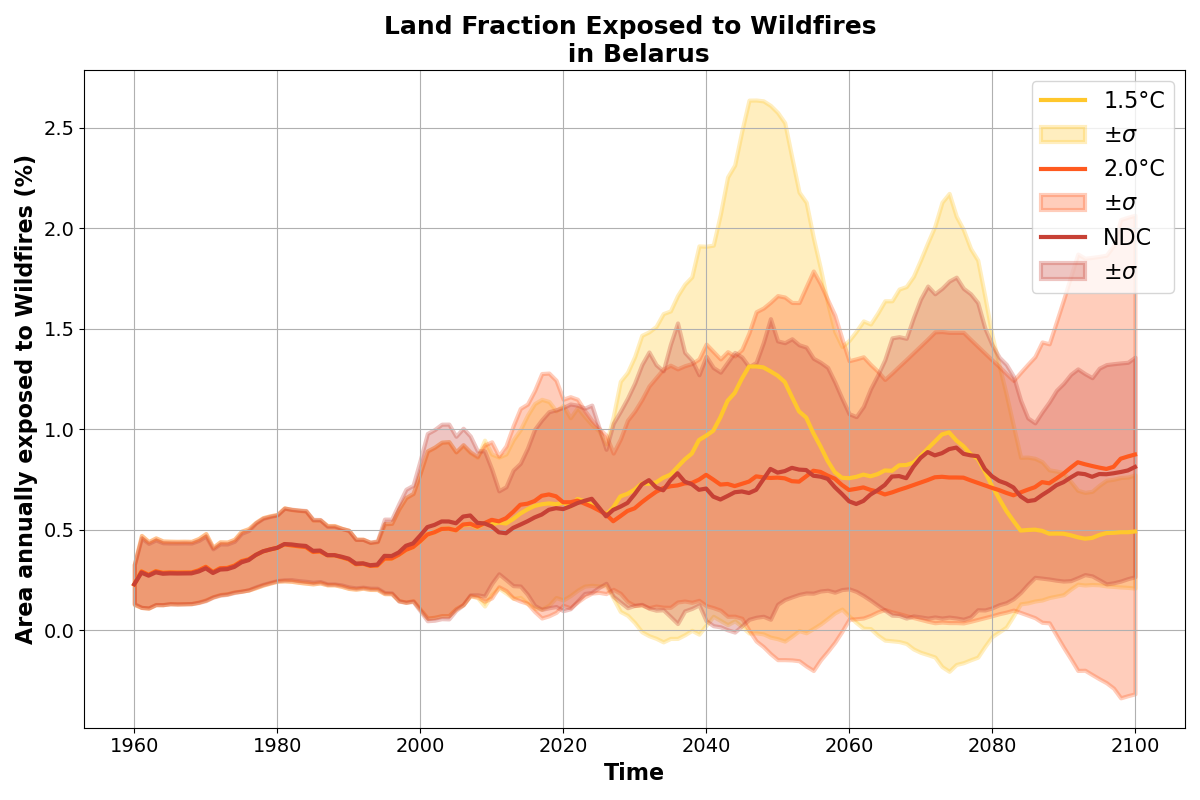 Land Fraction Exposed to Wildfires
in Belarus
Area annually exposed to Wildfires (%)
2.5
2.0
1.5
1.0
0.5
0.0
1960
1980
2000
2020
2040
2060
2080
2100
Time
1.5°C
±σ
2.0°C
±σ
NDC
±σ